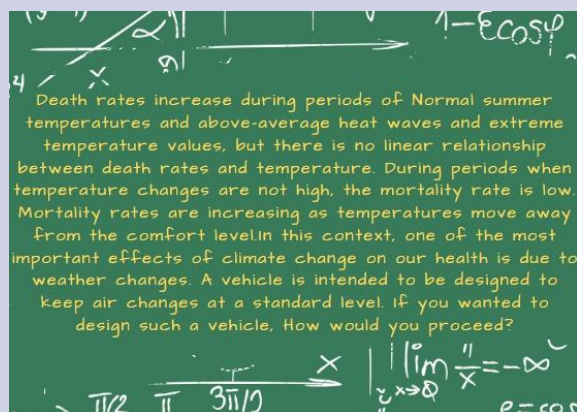 1-Ecosφ
α
x
Death rates increase during periods of Normal summer
temperatures and above-average heat waves and extreme
temperature values, but there is no linear relationship
between death rates and temperature. During periods when
temperature changes are not high, the mortality rate is low.
Mortality rates are increasing as temperatures move away
from the comfort level.In this context, one of the most
important effects of climate change on our health is due to
weather changes. A vehicle is intended to be designed to
keep air changes at a standard level. If you wanted to
design such a vehicle, How would you proceed?
x
lim π/x=-∞
x→0
π/2 π 3π/2